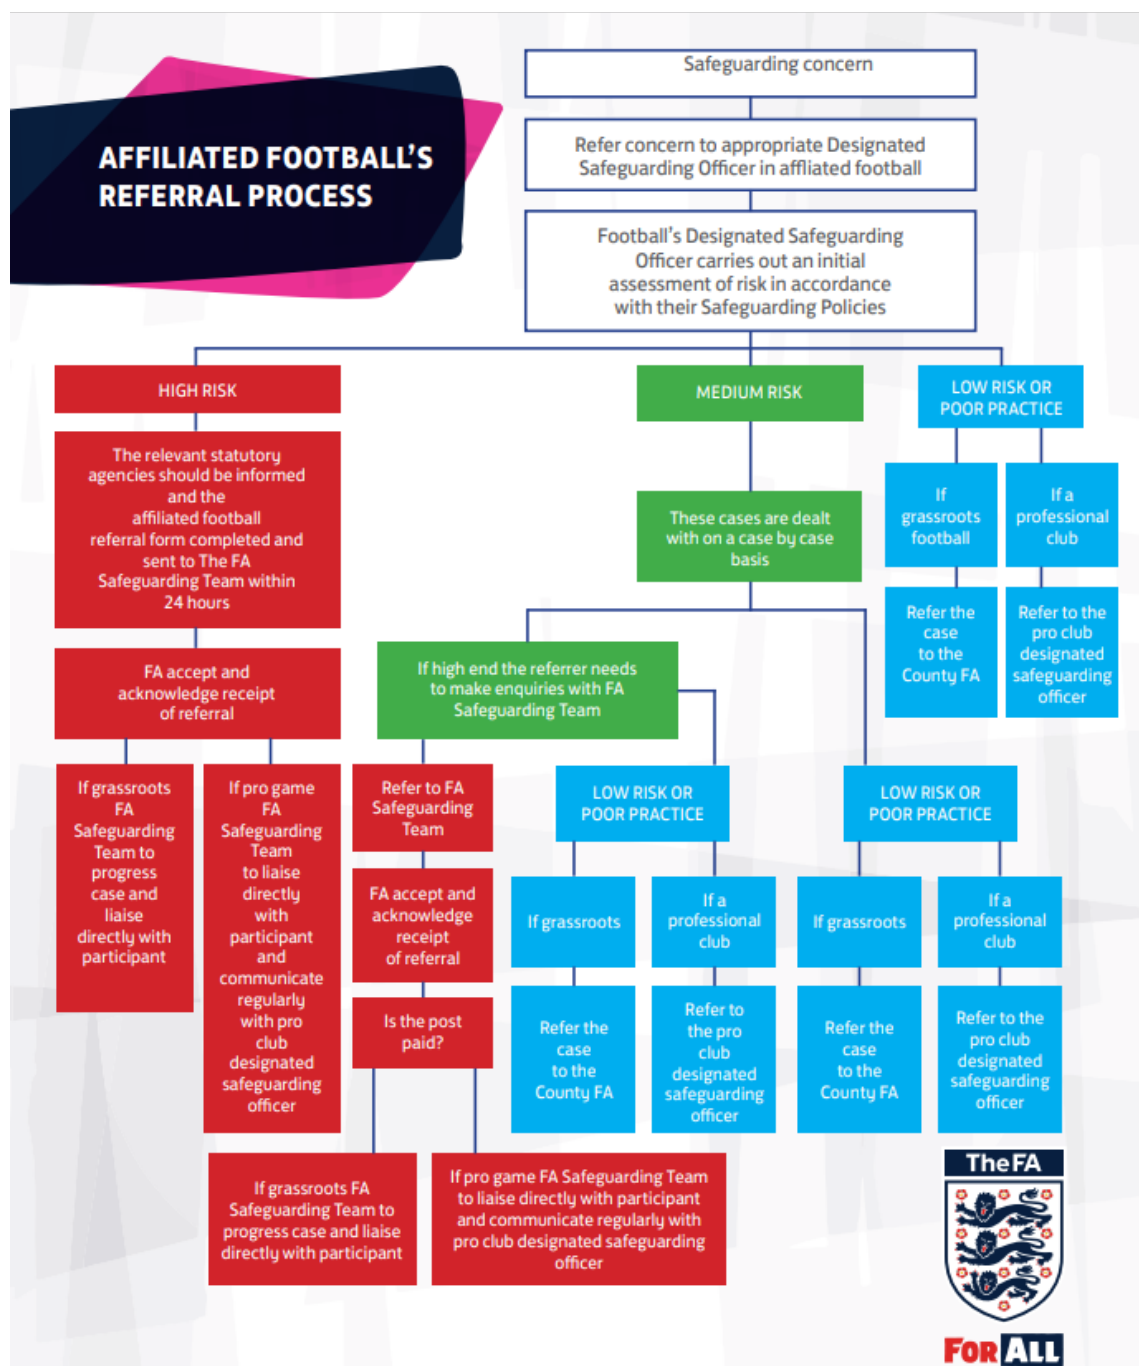 AFFILIATED FOOTBALL'S
REFERRAL PROCESS
Safeguarding concern
Refer concern to appropriate Designated
Safeguarding Officer in affliated football
Football's Designated Safeguarding
Officer carries out an initial
assessment of risk in accordance
with their Safeguarding Policies
HIGH RISK
The relevant statutory
agencies should be informed
and the
affiliated football
referral form completed and
sent to The FA
Safeguarding Team within
24 hours
FA accept and
acknowledge receipt
of referral
If grassroots
FA
Safeguarding
Team to
progress
case and
liaise
directly with
participant
If pro game
FA
Safeguarding
Team
to liaise
directly
with
participant
and
communicate
regularly
with pro
club
designated
safeguarding
officer
MEDIUM RISK
These cases are dealt
with on a case by case
basis
If high end the referrer needs
to make enquiries with FA
Safeguarding Team
Refer to FA
Safeguarding
Team
FA accept and
acknowledge
receipt
of referral
Is the post
paid?
If grassroots FA
Safeguarding Team to
progress case and liaise
directly with participant
If pro game FA Safeguarding Team
to liaise directly with participant
and communicate regularly with
pro club designated safeguarding
officer
LOW RISK OR
POOR PRACTICE
If grassroots
Refer the
case
to the
County FA
If a
professional
club
Refer to
the pro
club
designated
safeguarding
officer
LOW RISK OR
POOR PRACTICE
If grassroots
Refer the
case
to the
County FA
If a
professional
club
Refer to the
pro club
designated
safeguarding
officer
LOW RISK OR
POOR PRACTICE
If
grassroots
football
Refer the
case
to the
County FA
If a
professional
club
Refer to the
pro club
designated
safeguarding
officer
The FA
FOR ALL